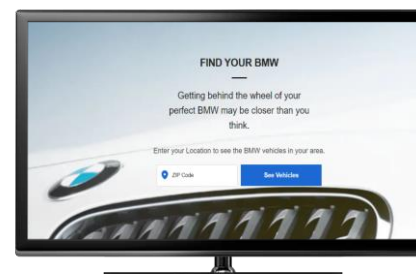 FIND YOUR BMW
Getting behind the wheel of your
perfect BMW may be closer than you
think.
Enter your Location to see the BMW vehicles in your area.
ZIP Code
See Vehicles